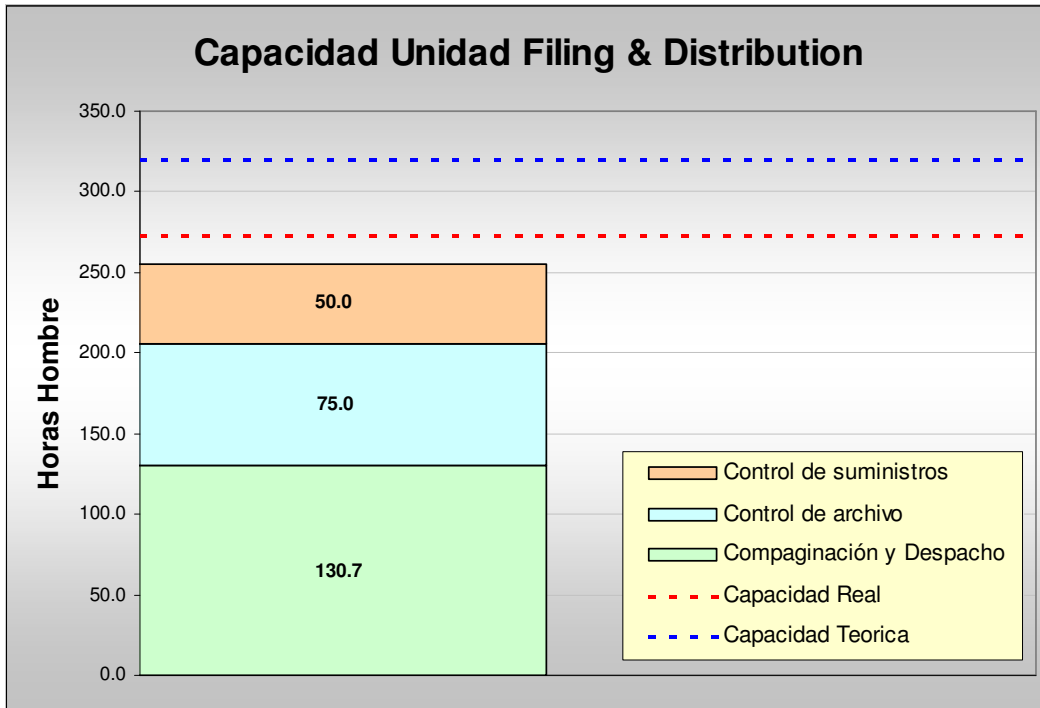 Capacidad Unidad Filing & Distribution
350.0
300.0
250.0
200.0
150.0
100.0
50.0
0.0
Horas Hombre
50.0
75.0
130.7
Control de suministros
Control de archivo
Compaginación y Despacho
Capacidad Real
Capacidad Teorica